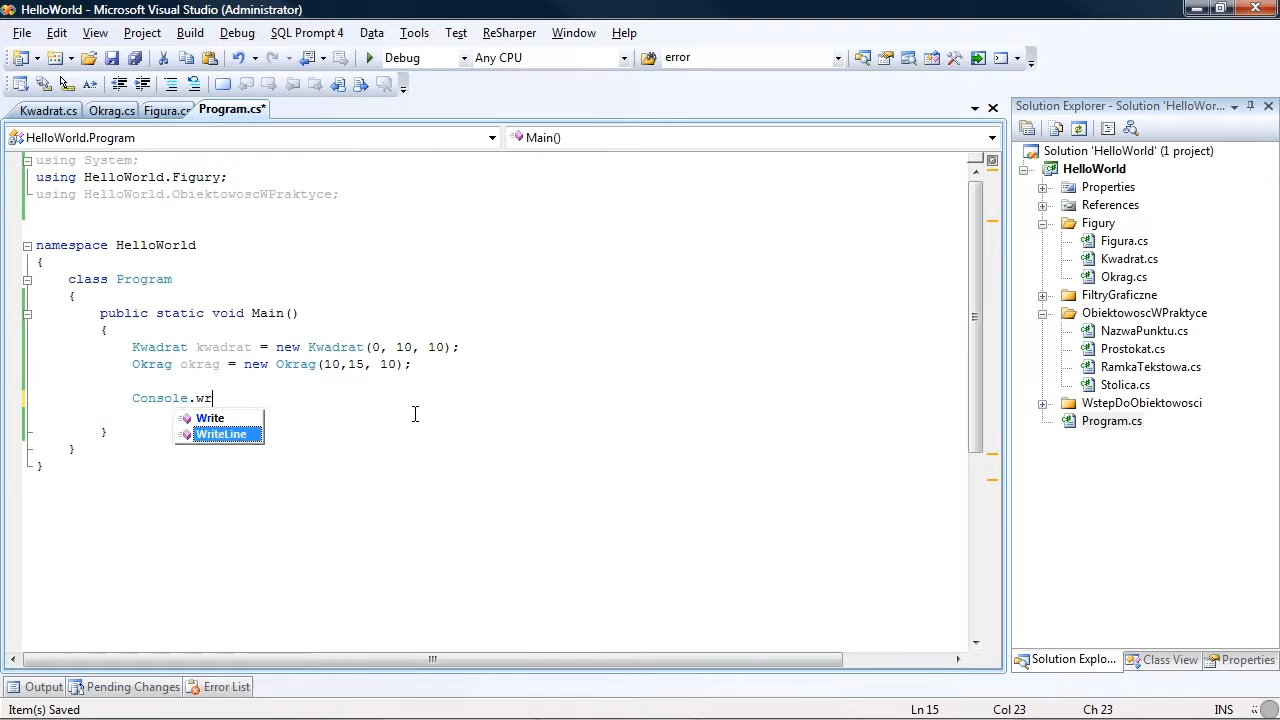 HelloWorld - Microsoft Visual Studio (Administrator)
File Edit View Project Build Debug SQL Prompt 4 Data Tools Test ReSharper Window Help
Debug Any CPU error
Kwadrat.cs Okrag.cs Figura.cs Program.cs*
HelloWorld.Program Main()
using System;
using HelloWorld.Figury;
using HelloWorld.ObiektowoscWPraktyce;
namespace HelloWorld
{
class Program
{
public static void Main()
{
Kwadrat kwadrat = new Kwadrat(0, 10, 10);
Okrag okrag = new Okrag(10,15, 10);
Console.wr
Write
WriteLine
}
}
}
Solution Explorer - Solution 'HelloWor...
Solution 'HelloWorld' (1 project)
HelloWorld
Properties
References
Figury
Figura.cs
Kwadrat.cs
Okrag.cs
FiltryGraficzne
ObiektowoscWPraktyce
NazwaPunktu.cs
Prostokat.cs
RamkaTekstowa.cs
Stolica.cs
WstepDoObiektowosci
Program.cs
Solution Explo... Class View Properties
Output Pending Changes Error List
Item(s) Saved Ln 15 Col 23 Ch 23 INS